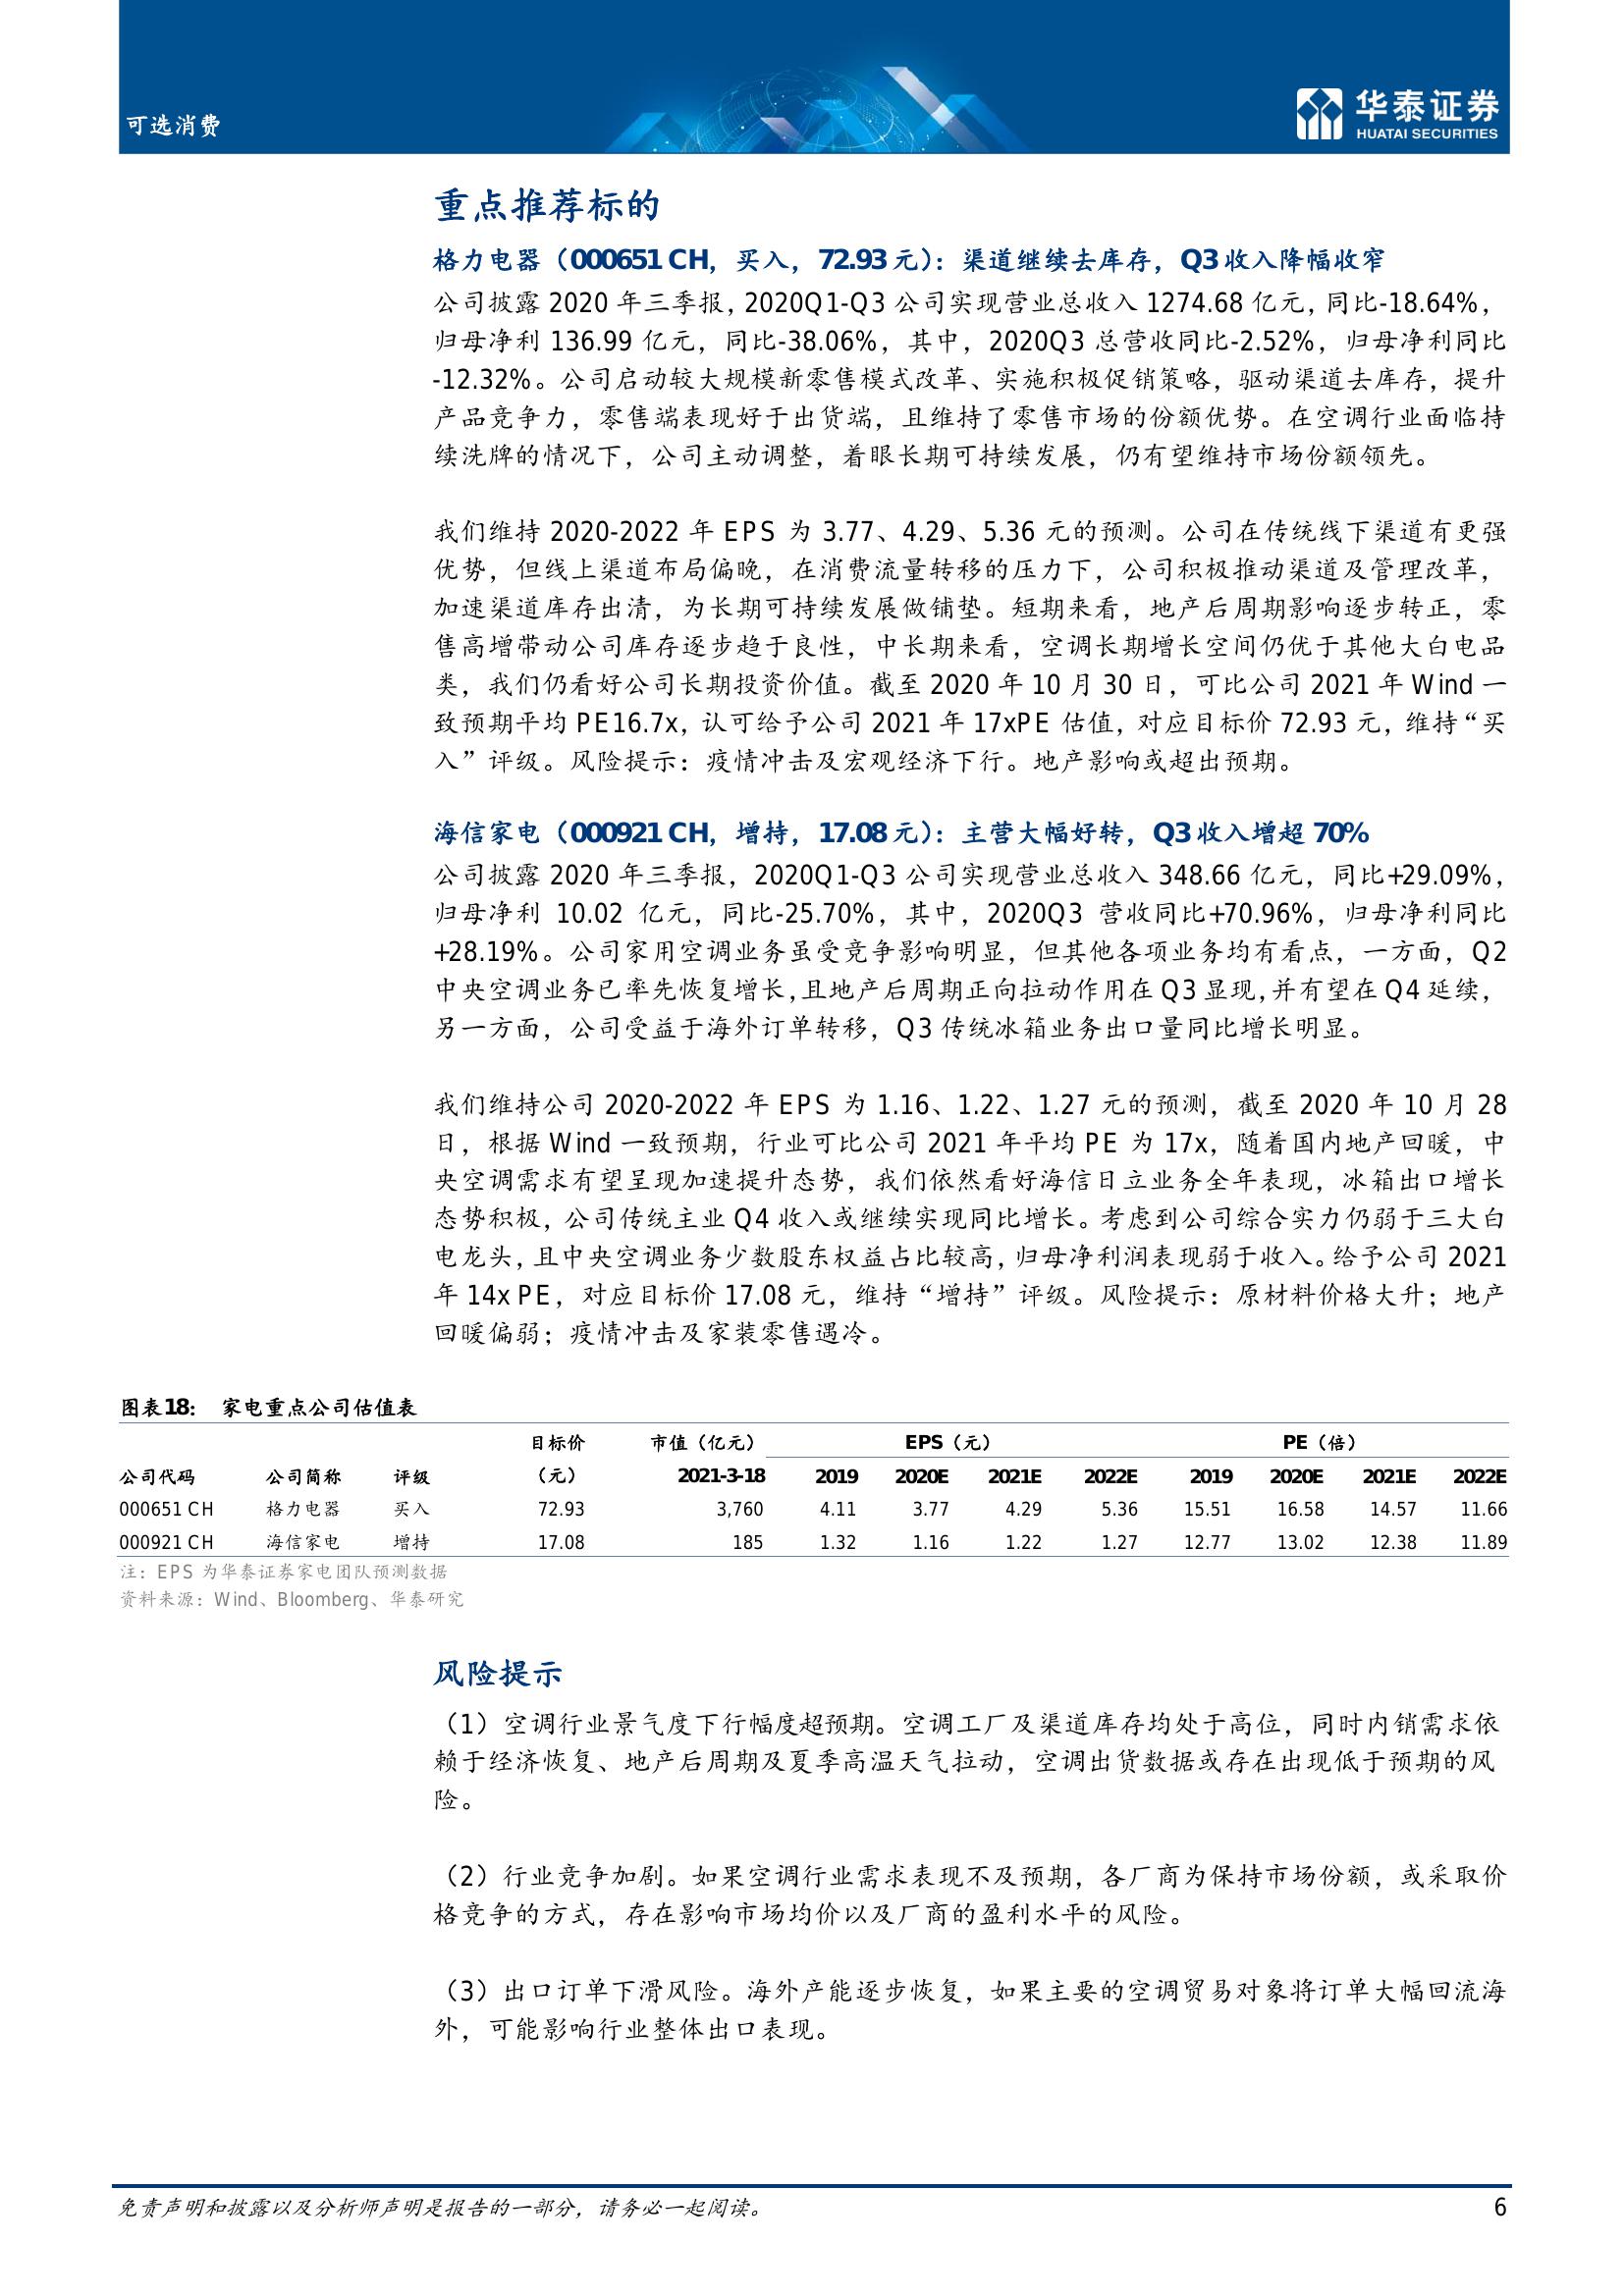 可选消费
华泰证券
HUATAI SECURITIES
重点推荐标的
格力电器（000651 CH，买入，72.93 元）：渠道继续去库存，Q3 收入降幅收窄
公司披露 2020 年三季报，2020Q1-Q3 公司实现营业总收入 1274.68 亿元，同比-18.64%，
归母净利 136.99 亿元，同比-38.06%，其中，2020Q3 总营收同比-2.52%，归母净利同比
-12.32%。公司启动较大规模新零售模式改革、实施积极促销策略，驱动渠道去库存，提升
产品竞争力，零售端表现好于出货端，且维持了零售市场的份额优势。在空调行业面临持
续洗牌的情况下，公司主动调整，着眼长期可持续发展，仍有望维持市场份额领先。
我们维持 2020-2022 年 EPS 为 3.77、4.29、5.36 元的预测。公司在传统线下渠道有更强
优势，但线上渠道布局偏晚，在消费流量转移的压力下，公司积极推动渠道及管理改革，
加速渠道库存出清，为长期可持续发展做铺垫。短期来看，地产后周期影响逐步转正，零
售高增带动公司库存逐步趋于良性，中长期来看，空调长期增长空间仍优于其他大白电品
类，我们仍看好公司长期投资价值。截至 2020 年 10 月 30 日，可比公司 2021 年 Wind 一
致预期平均 PE16.7x，认可给予公司 2021 年 17xPE 估值，对应目标价 72.93 元，维持“买
入”评级。风险提示：疫情冲击及宏观经济下行。地产影响或超出预期。
海信家电（000921 CH，增持，17.08 元）：主营大幅好转，Q3 收入增超 70%
公司披露 2020 年三季报，2020Q1-Q3 公司实现营业总收入 348.66 亿元，同比+29.09%，
归母净利 10.02 亿元，同比-25.70%，其中，2020Q3 营收同比+70.96%，归母净利同比
+28.19%。公司家用空调业务虽受竞争影响明显，但其他各项业务均有看点，一方面，Q2
中央空调业务已率先恢复增长，且地产后周期正向拉动作用在 Q3 显现，并有望在 Q4 延续，
另一方面，公司受益于海外订单转移，Q3 传统冰箱业务出口量同比增长明显。
我们维持公司 2020-2022 年 EPS 为 1.16、1.22、1.27 元的预测，截至 2020 年 10 月 28
日，根据 Wind 一致预期，行业可比公司 2021 年平均 PE 为 17x，随着国内地产回暖，中
央空调需求有望呈现加速提升态势，我们依然看好海信日立业务全年表现，冰箱出口增长
态势积极，公司传统主业 Q4 收入或继续实现同比增长。考虑到公司综合实力仍弱于三大白
电龙头，且中央空调业务少数股东权益占比较高，归母净利润表现弱于收入。给予公司 2021
年 14x PE，对应目标价 17.08 元，维持“增持”评级。风险提示：原材料价格大升；地产
回暖偏弱；疫情冲击及家装零售遇冷。
图表18： 家电重点公司估值表
目标价 市值（亿元） EPS（元） PE（倍）
公司代码 公司简称 评级 （元） 2021-3-18 2019 2020E 2021E 2022E 2019 2020E 2021E 2022E
000651 CH 格力电器 买入 72.93 3,760 4.11 3.77 4.29 5.36 15.51 16.58 14.57 11.66
000921 CH 海信家电 增持 17.08 185 1.32 1.16 1.22 1.27 12.77 13.02 12.38 11.89
注：EPS 为华泰证券家电团队预测数据
资料来源：Wind、Bloomberg、华泰研究
风险提示
（1）空调行业景气度下行幅度超预期。空调工厂及渠道库存均处于高位，同时内销需求依
赖于经济恢复、地产后周期及夏季高温天气拉动，空调出货数据或存在出现低于预期的风
险。
（2）行业竞争加剧。如果空调行业需求表现不及预期，各厂商为保持市场份额，或采取价
格竞争的方式，存在影响市场均价以及厂商的盈利水平的风险。
（3）出口订单下滑风险。海外产能逐步恢复，如果主要的空调贸易对象将订单大幅回流海
外，可能影响行业整体出口表现。
免责声明和披露以及分析师声明是报告的一部分，请务必一起阅读。 6